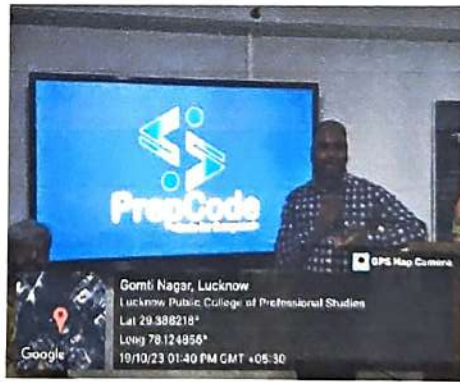 PrepCode
GPS Map Camera
Gomti Nagar, Lucknow
Lucknow Public College of Professional Studies
Lat 29.388218°
Long 78.124856°
19/10/23 01:40 PM GMT +05:30
Google